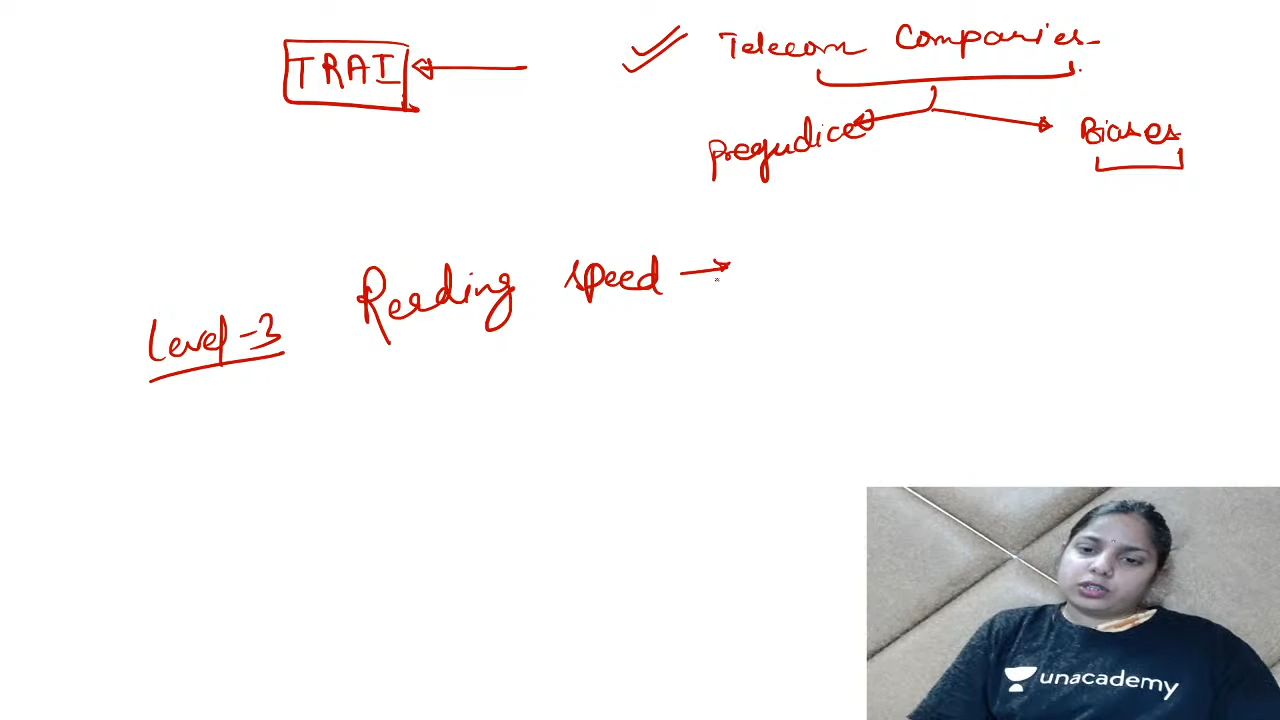 TRAI
Telecom Companies
prejudice
Biases
Reading speed
Level-3
unacademy